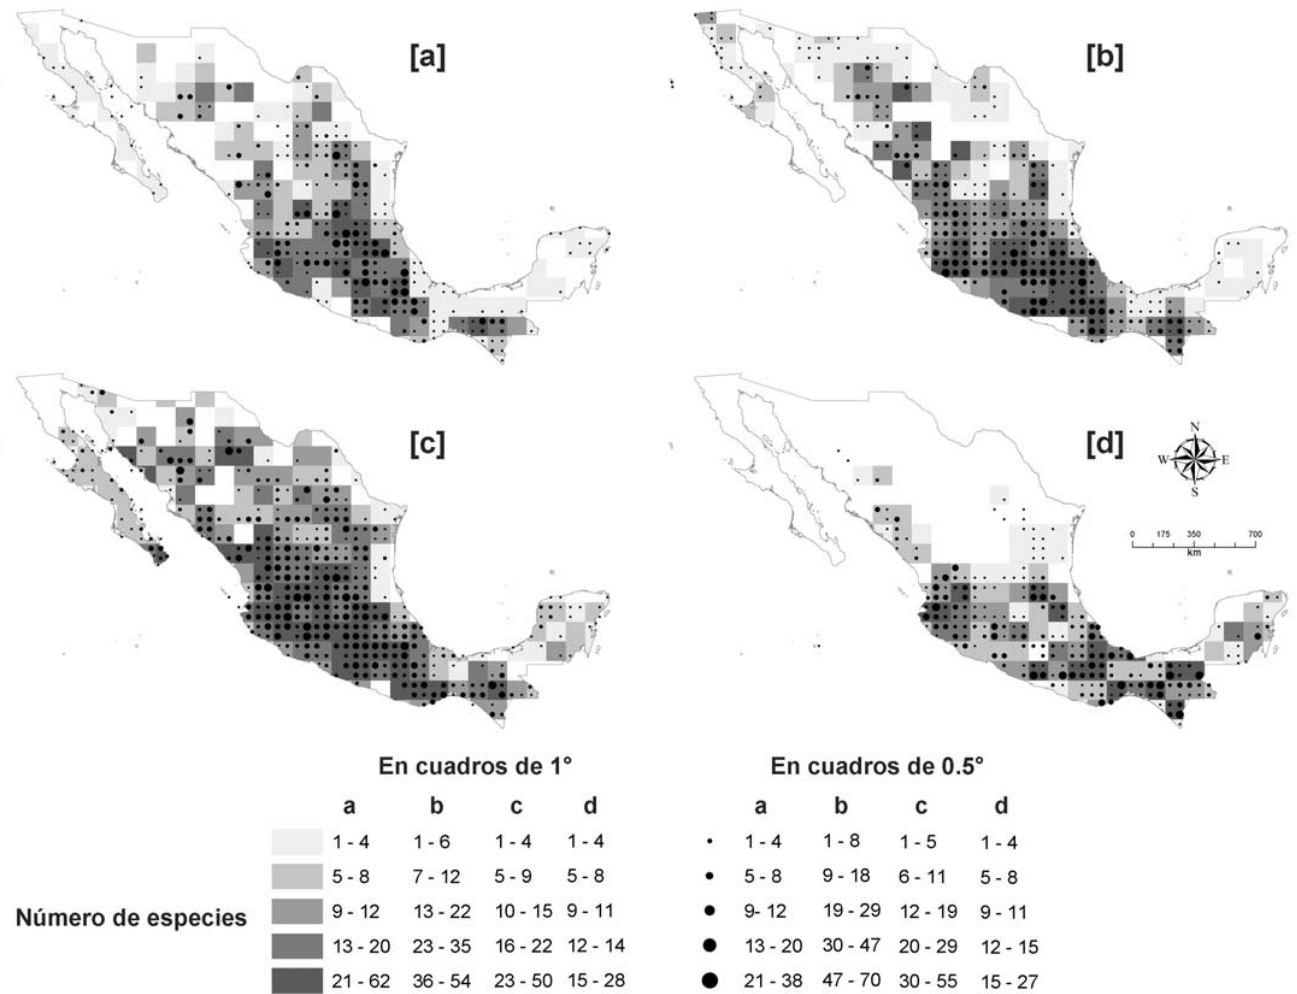 [a]
[b]
[c]
[d]
N
W E
S
0 175 350 700
km
En cuadros de 1° En cuadros de 0.5°
a b c d a b c d
1 - 4 1 - 6 1 - 4 1 - 4 1 - 4 1 - 8 1 - 5 1 - 4
5 - 8 7 - 12 5 - 9 5 - 8 5 - 8 9 - 18 6 - 11 5 - 8
Número de especies 9 - 12 13 - 22 10 - 15 9 - 11 9- 12 19 - 29 12 - 19 9 - 11
13 - 20 23 - 35 16 - 22 12 - 14 13 - 20 30 - 47 20 - 29 12 - 15
21 - 62 36 - 54 23 - 50 15 - 28 21 - 38 47 - 70 30 - 55 15 - 27